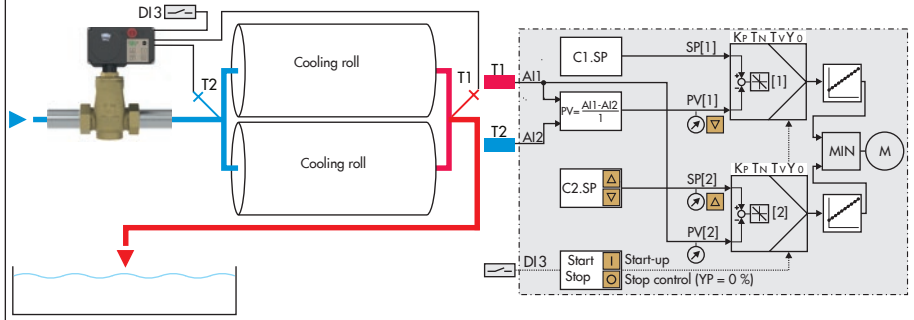 DI3
T2
Cooling roll
Cooling roll
T1
T1
AI1
T2
AI2
C1.SP
PV= AI1-AI2
1
C2.SP
SP[1]
PV[1]
KP TN TV Y0
[1]
SP[2]
PV[2]
KP TN TV Y0
[2]
MIN
M
DI3
Start I Start-up
Stop O Stop control (YP = 0 %)